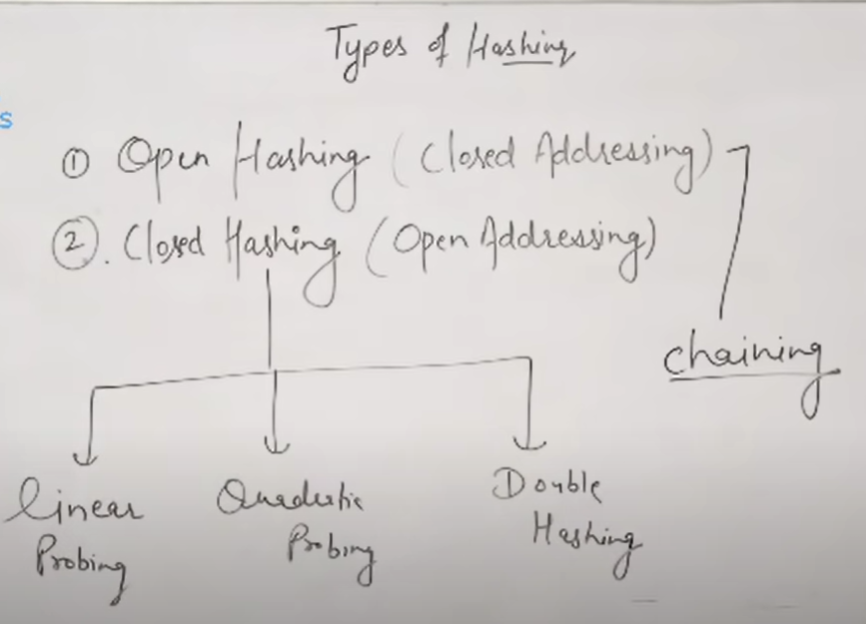 Types of Hashing
s
① Open Hashing (Closed Addressing)
②. Closed Hashing (Open Addressing)
Chaining
Linear
Probing
Quadratic
Probing
Double
Hashing